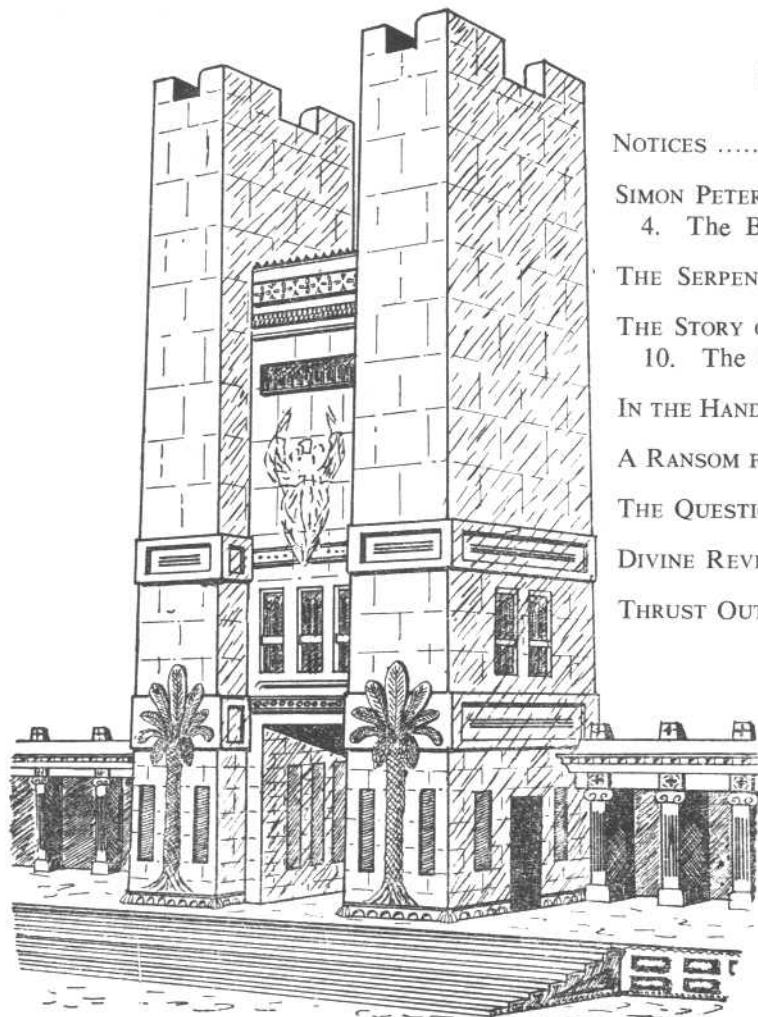 NOTICES .....
SIMON PETER
4. The B
THE SERPEN
THE STORY
10. The
IN THE HAND
A RANSOM
THE QUESTI
DIVINE REV
THRUST OUT